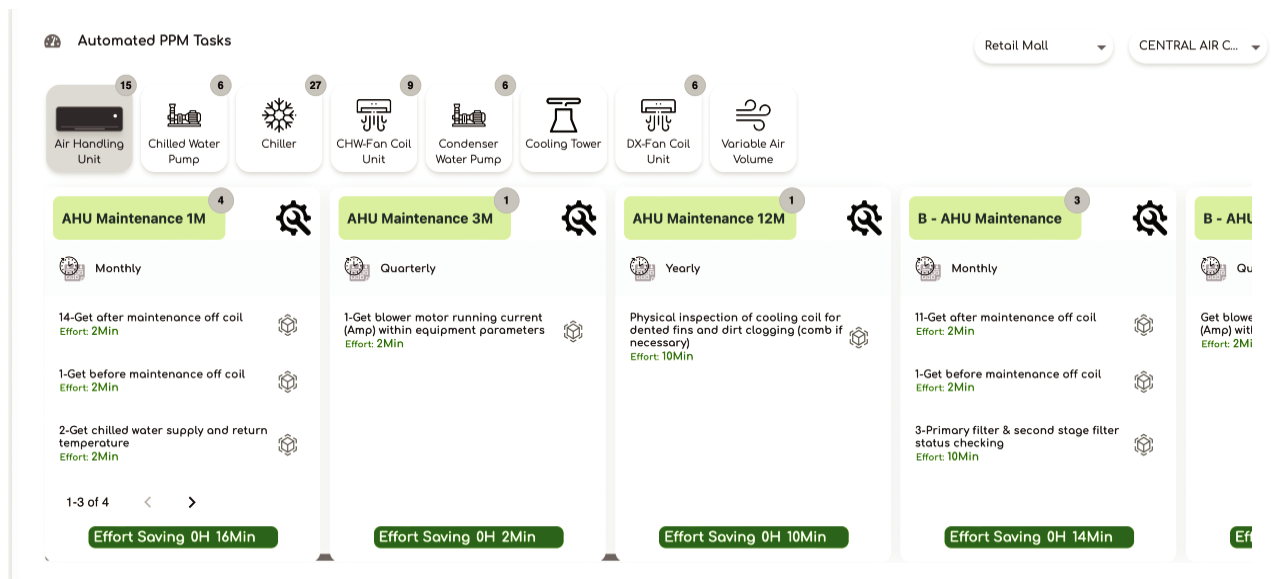 Automated PPM Tasks
Retail Mall
CENTRAL AIR C...
15
6
27
9
6
6
Air Handling
Unit
Chilled Water
Pump
Chiller
CHW-Fan Coil
Unit
Condenser
Water Pump
Cooling Tower
DX-Fan Coil
Unit
Variable Air
Volume
AHU Maintenance 1M
4
Monthly
14-Get after maintenance off coil
Effort: 2Min
1-Get before maintenance off coil
Effort: 2Min
2-Get chilled water supply and return
temperature
Effort: 2Min
1-3 of 4
Effort Saving 0H 16Min
AHU Maintenance 3M
1
Quarterly
1-Get blower motor running current
(Amp) within equipment parameters
Effort: 2Min
Effort Saving 0H 2Min
AHU Maintenance 12M
1
Yearly
Physical inspection of cooling coil for
dented fins and dirt clogging (comb if
necessary)
Effort: 10Min
Effort Saving 0H 10Min
B - AHU Maintenance
3
Monthly
11-Get after maintenance off coil
Effort: 2Min
1-Get before maintenance off coil
Effort: 2Min
3-Primary filter & second stage filter
status checking
Effort: 10Min
Effort Saving 0H 14Min
B - AHU
Qu
Get blowe
(Amp) wit
Effort: 2Mi
Ef